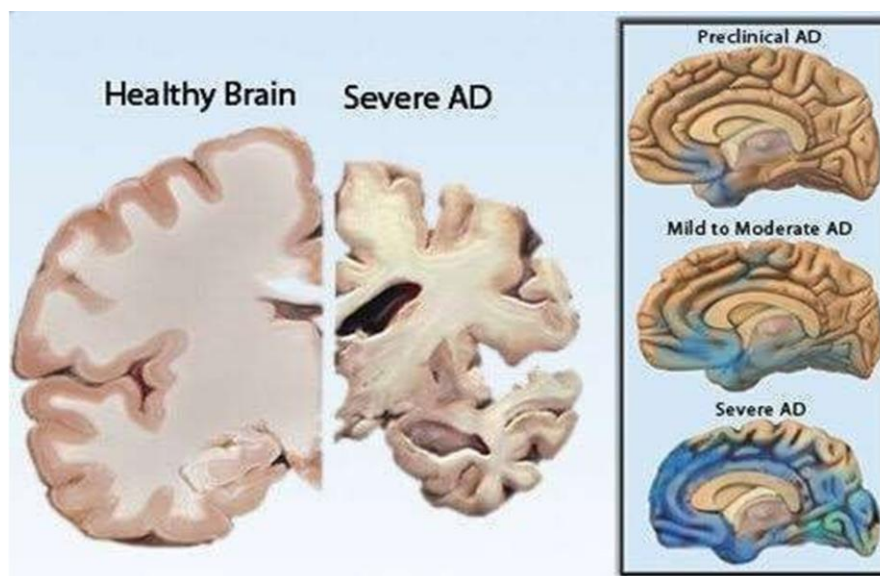 Healthy Brain
Severe AD
Preclinical AD
Mild to Moderate AD
Severe AD